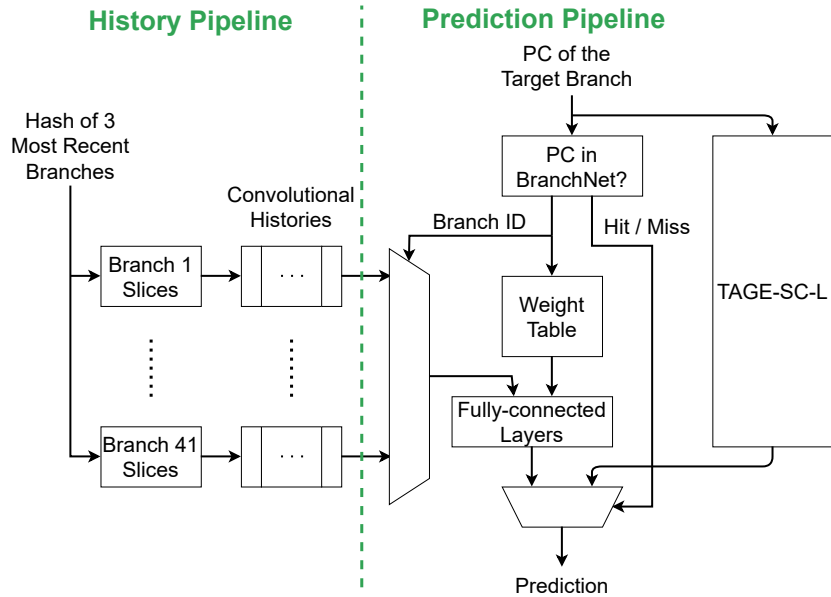 History Pipeline
Prediction Pipeline
PC of the
Target Branch
Hash of 3
Most Recent
Branches
PC in
BranchNet?
Convolutional
Histories
Branch ID
Hit / Miss
Branch 1
Slices
. . .
Weight
Table
TAGE-SC-L
Fully-connected
Layers
Branch 41
Slices
. . .
Prediction